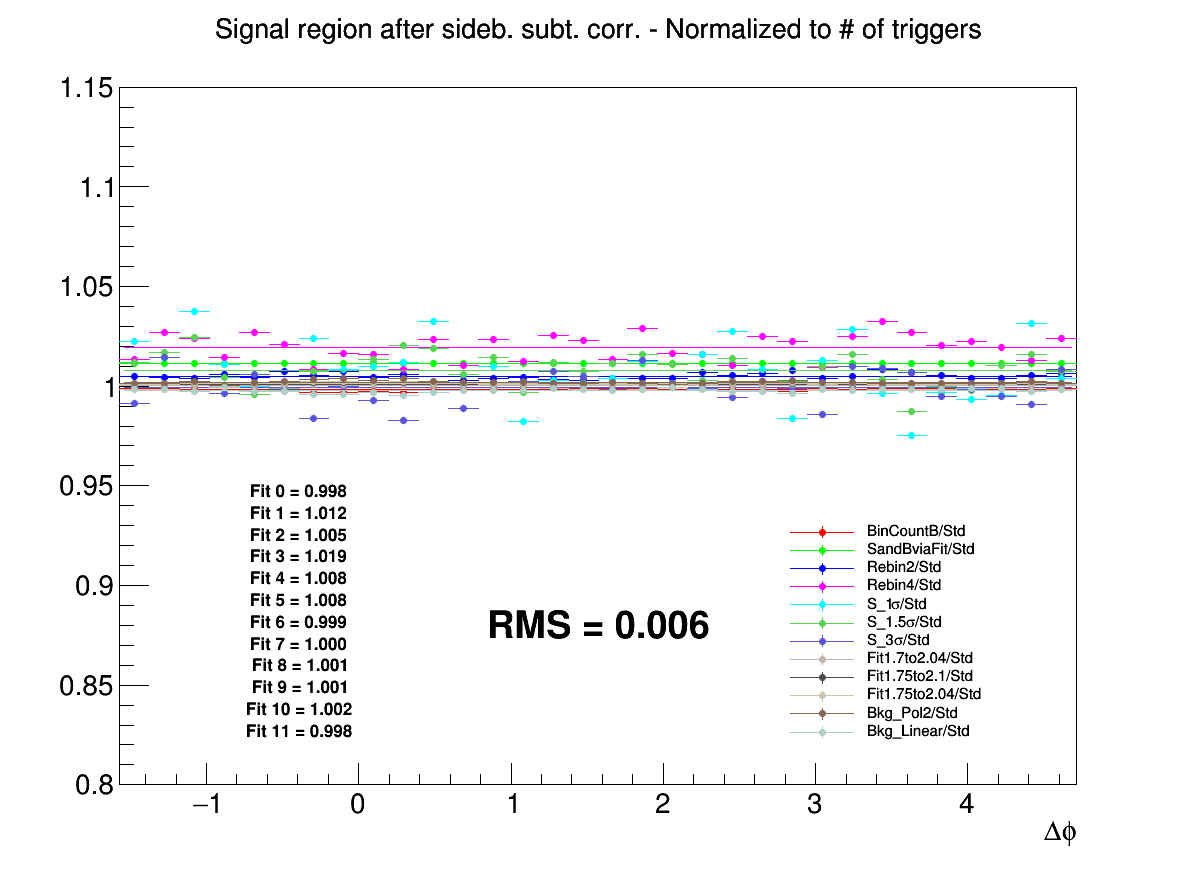 Signal region after sideb. subt. corr. - Normalized to # of triggers
1.15
1.1
1.05
1
0.95
0.9
0.85
0.8
Fit 0 = 0.998
Fit 1 = 1.012
Fit 2 = 1.005
Fit 3 = 1.019
Fit 4 = 1.008
Fit 5 = 1.008
Fit 6 = 0.999
Fit 7 = 1.000
Fit 8 = 1.001
Fit 9 = 1.001
Fit 10 = 1.002
Fit 11 = 0.998
RMS = 0.006
BinCountB/Std
SandBviaFit/Std
Rebin2/Std
Rebin4/Std
S_1σ/Std
S_1.5σ/Std
S_3σ/Std
Fit1.7to2.04/Std
Fit1.75to2.1/Std
Fit1.75to2.04/Std
Bkg_Pol2/Std
Bkg_Linear/Std
−1 0 1 2 3 4
Δϕ